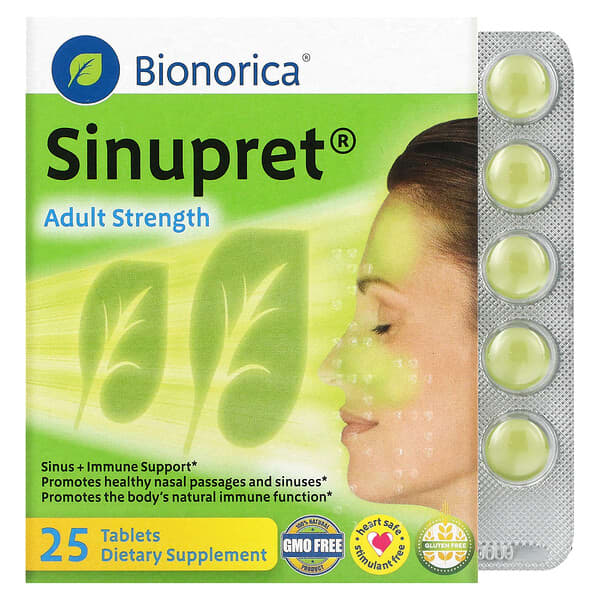 Bionorica®
Sinupret®
Adult Strength
Sinus + Immune Support*
Promotes healthy nasal passages and sinuses*
Promotes the body's natural immune function*
25 Tablets
Dietary Supplement
100% NATURAL
GMO FREE
PRODUCT
heart safe
stimulant free
GLUTEN FREE